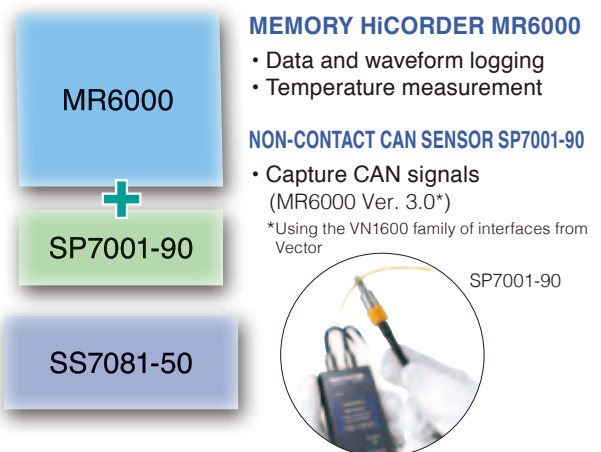 MR6000
SP7001-90
SS7081-50
MEMORY HiCORDER MR6000
・Data and waveform logging
・Temperature measurement
NON-CONTACT CAN SENSOR SP7001-90
・Capture CAN signals
(MR6000 Ver. 3.0*)
*Using the VN1600 family of interfaces from
Vector
SP7001-90